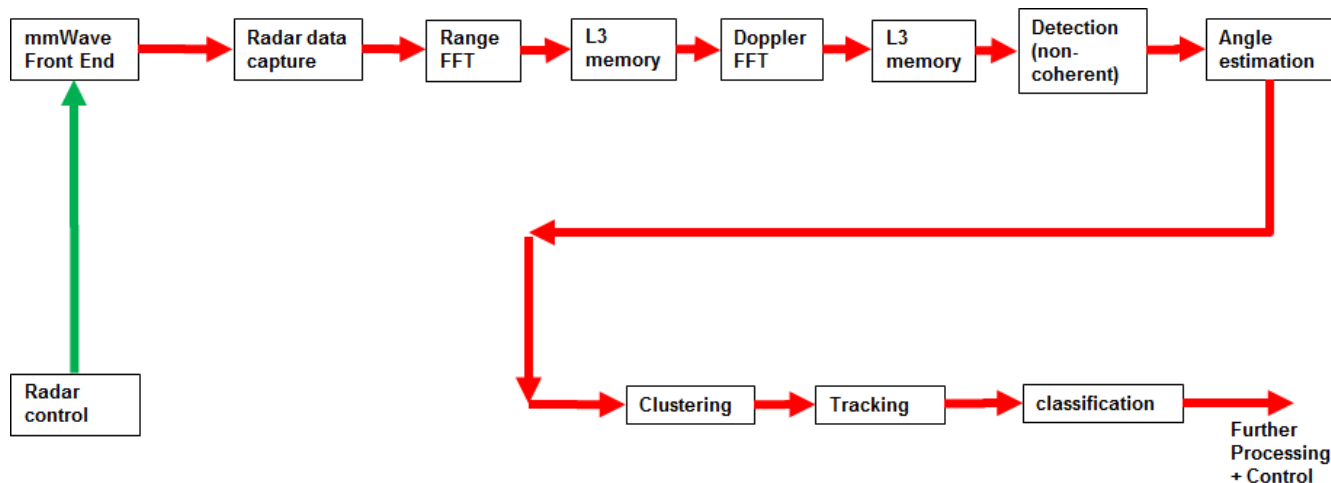 mmWave
Front End
Radar data
capture
Range
FFT
L3
memory
Doppler
FFT
L3
memory
Detection
(non-
coherent)
Angle
estimation
Radar
control
Clustering
Tracking
classification
Further
Processing
+ Control